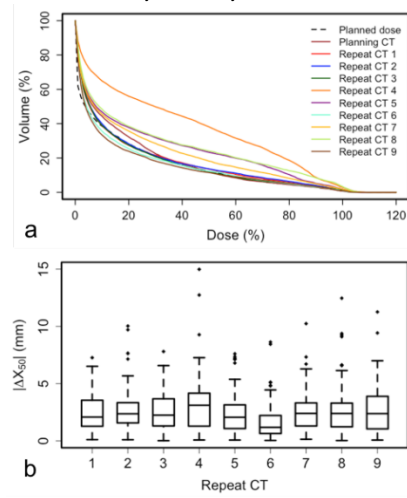 Planned dose
Planning CT
Repeat CT 1
Repeat CT 2
Repeat CT 3
Repeat CT 4
Repeat CT 5
Repeat CT 6
Repeat CT 7
Repeat CT 8
Repeat CT 9
Volume (%)
100
80
60
40
20
0
0 20 40 60 80 100 120
Dose (%)
a
|ΔX50| (mm)
15
10
5
0
1 2 3 4 5 6 7 8 9
Repeat CT
b